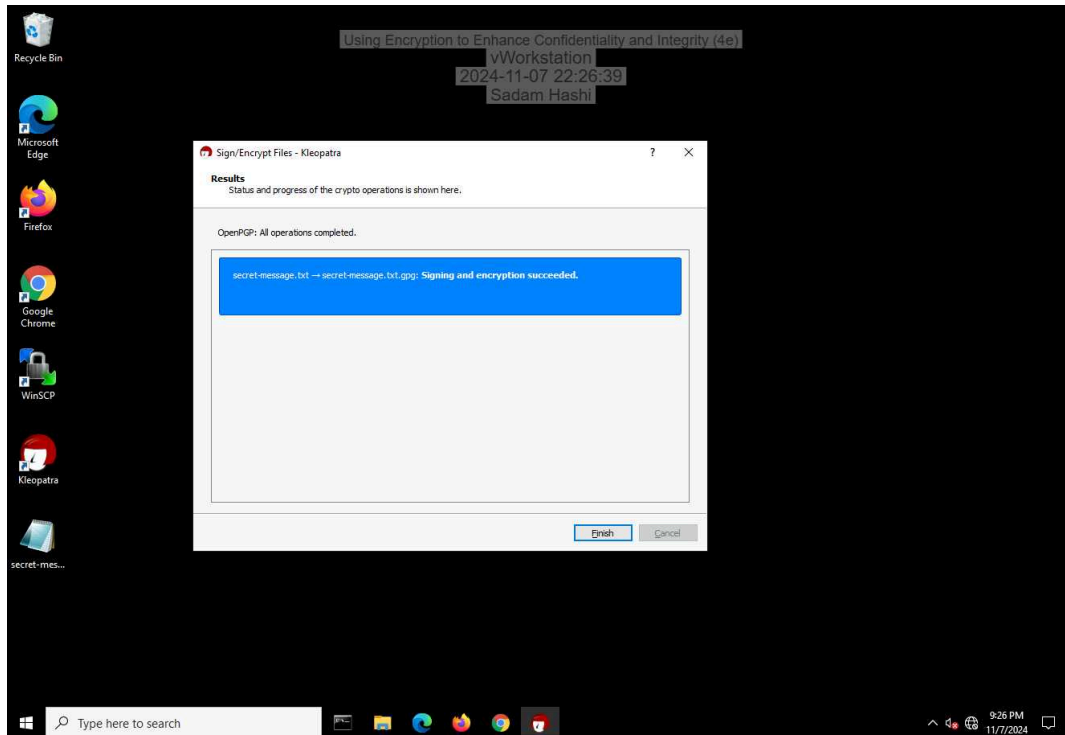 Recycle Bin
Using Encryption to Enhance Confidentiality and Integrity (4e)
vWorkstation
2024-11-07 22:26:39
Sadam Hashi
Microsoft
Edge
Firefox
Google
Chrome
WinSCP
Kleopatra
secret-mes...
Sign/Encrypt Files - Kleopatra
?
Results
Status and progress of the crypto operations is shown here.
OpenPGP: All operations completed.
secret-message.txt → secret-message.txt.gpg: Signing and encryption succeeded.
Finish
Cancel
Type here to search
9:26 PM
11/7/2024